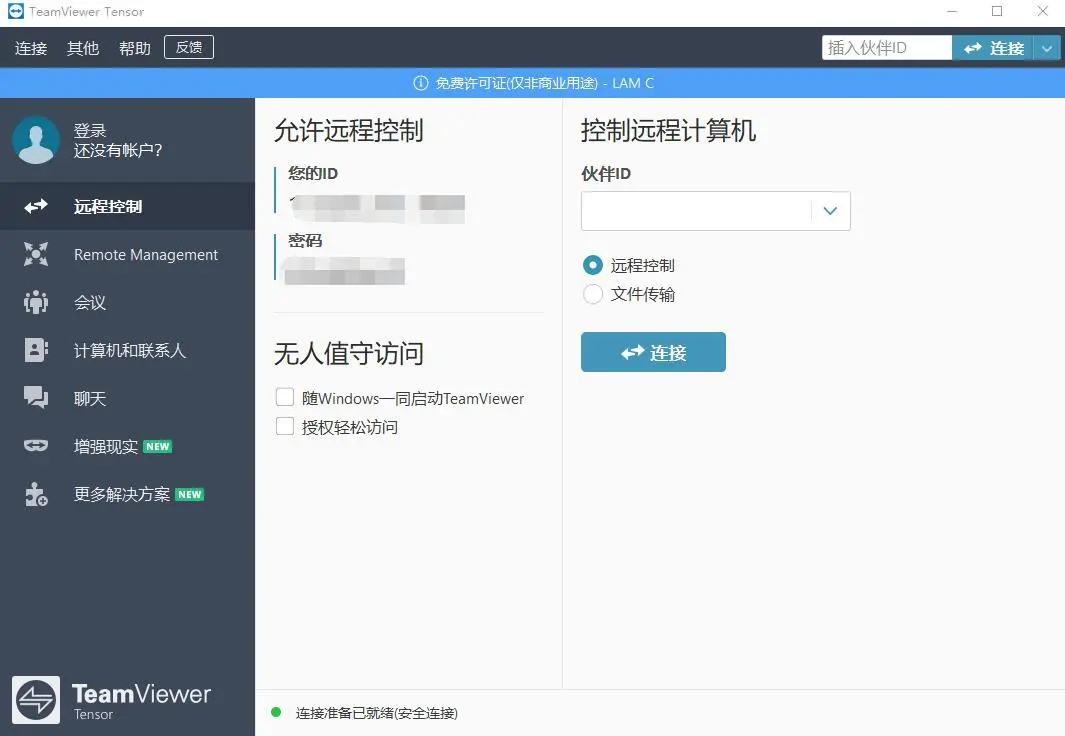 TeamViewer Tensor
连接 其他 帮助 反馈 插入伙伴ID 连接
免费许可证(仅非商业用途) - LAM C
登录
还没有帐户?
远程控制
Remote Management
会议
计算机和联系人
聊天
增强现实 NEW
更多解决方案 NEW
TeamViewer
Tensor
允许远程控制
您的ID
密码
无人值守访问
随Windows一同启动TeamViewer
授权轻松访问
控制远程计算机
伙伴ID
远程控制
文件传输
连接
连接准备已就绪(安全连接)